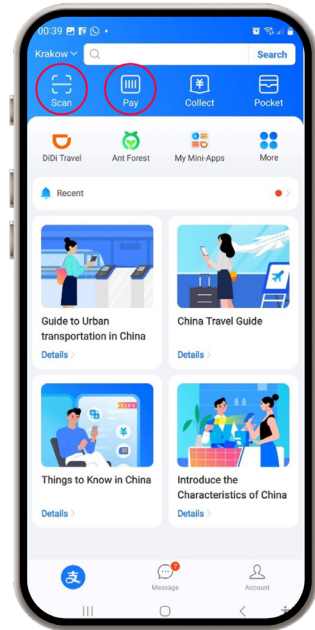 00:39
Krakow
Search
Scan
Pay
Collect
Pocket
DiDi Travel
Ant Forest
My Mini-Apps
More
Recent
Guide to Urban
transportation in China
Details
China Travel Guide
Details
TIPS
Things to Know in China
Details
Introduce the
Characteristics of China
Details
支
Message
Account